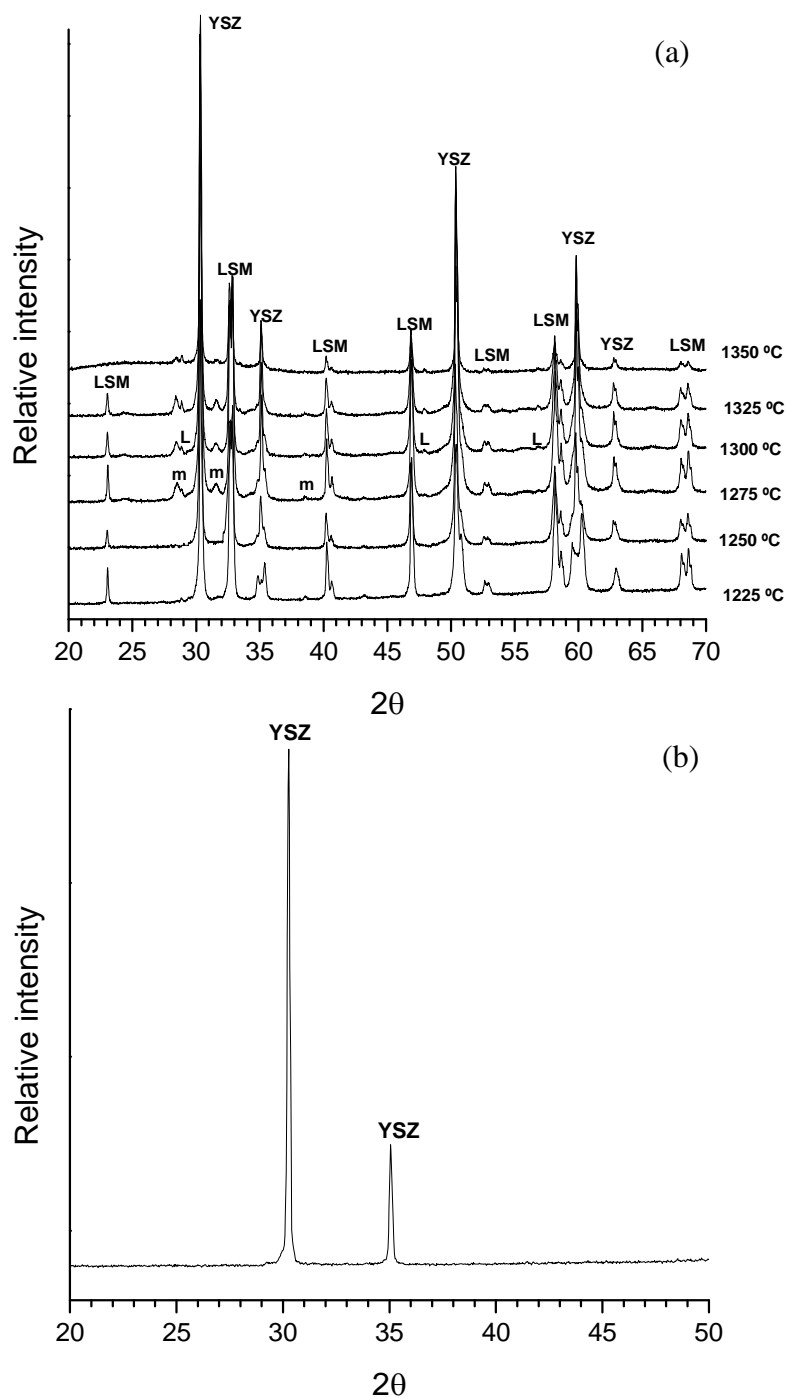 YSZ
(a)
YSZ
YSZ
LSM
YSZ
LSM
LSM
LSM
LSM
YSZ
LSM
LSM
1350 ºC
1325 ºC
L
L
L
1300 ºC
m
m
m
1275 ºC
1250 ºC
1225 ºC
Relative intensity
20 25 30 35 40 45 50 55 60 65 70
2θ
YSZ
(b)
YSZ
Relative intensity
20 25 30 35 40 45 50
2θ